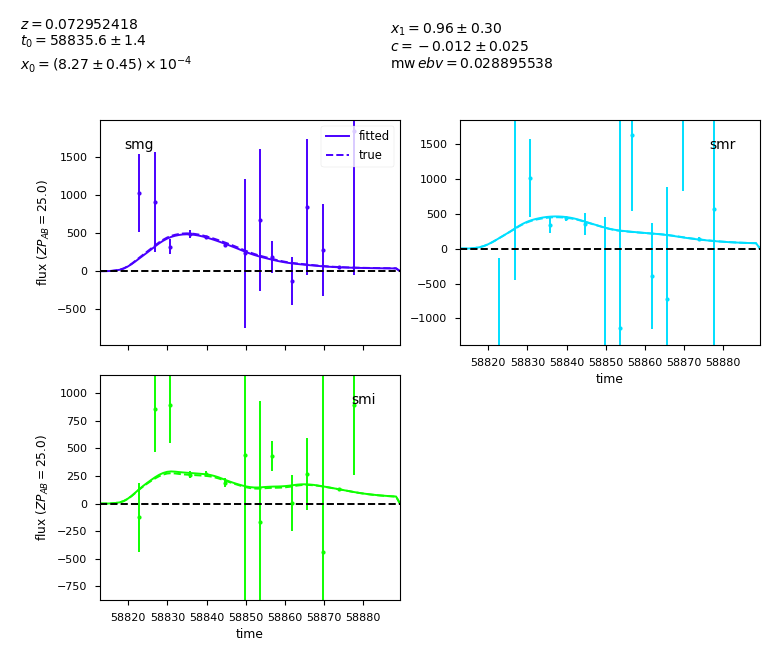 z = 0.072952418
t₀ = 58835.6 ± 1.4
x₀ = (8.27 ± 0.45) × 10⁻⁴
x₁ = 0.96 ± 0.30
c = −0.012 ± 0.025
mw ebv = 0.028895538
smg
fitted
true
1500
1000
500
0
−500
flux (ZP_AB = 25.0)
smr
1500
1000
500
0
−500
−1000
58820 58830 58840 58850 58860 58870 58880
time
smi
1000
750
500
250
0
−250
−500
−750
flux (ZP_AB = 25.0)
58820 58830 58840 58850 58860 58870 58880
time